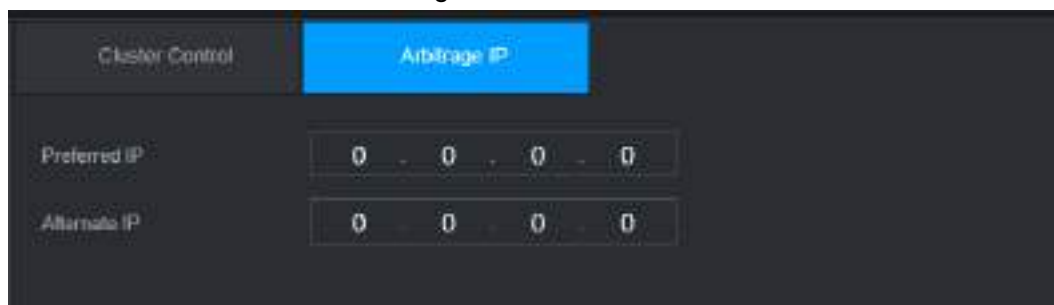 Cluster Control Arbitrage IP
Preferred IP 0 . 0 . 0 . 0
Alternate IP 0 . 0 . 0 . 0